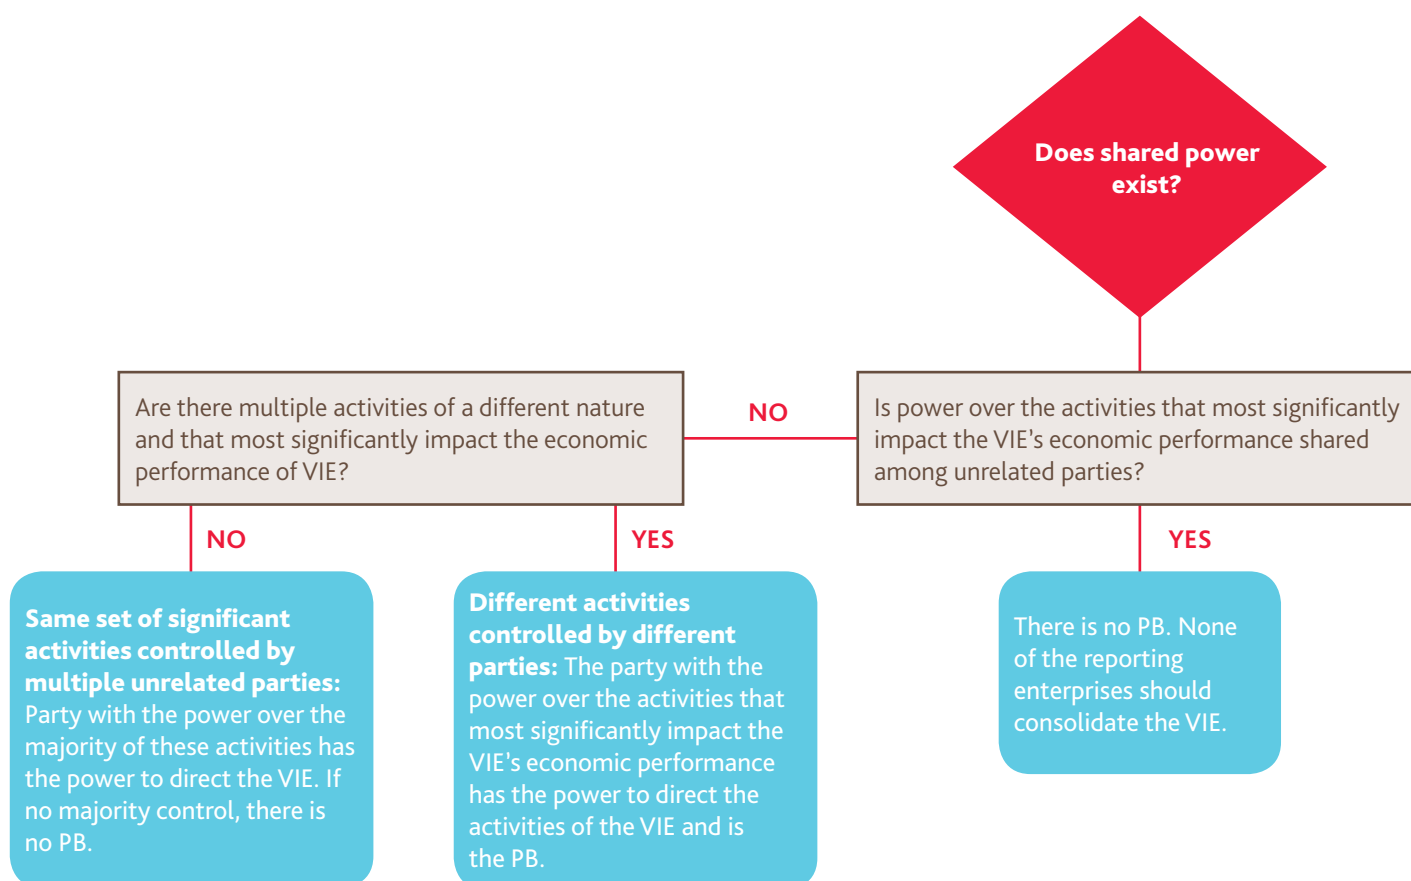 Does shared power
exist?
Is power over the activities that most significantly
impact the VIE’s economic performance shared
among unrelated parties?
NO
Are there multiple activities of a different nature
and that most significantly impact the economic
performance of VIE?
NO
YES
YES
Same set of significant
activities controlled by
multiple unrelated parties:
Party with the power over the
majority of these activities has
the power to direct the VIE. If
no majority control, there is
no PB.
Different activities
controlled by different
parties: The party with the
power over the activities that
most significantly impact the
VIE’s economic performance
has the power to direct the
activities of the VIE and is
the PB.
There is no PB. None
of the reporting
enterprises should
consolidate the VIE.